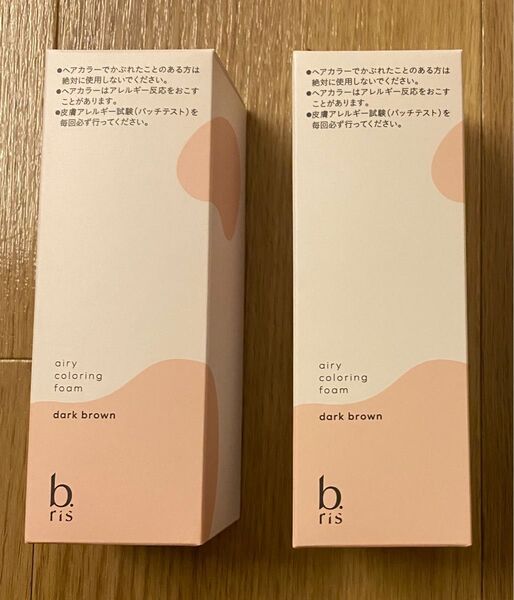 ●ヘアカラーでかぶれたことのある方は
絶対に使用しないでください。
●ヘアカラーはアレルギー反応をおこす
ことがあります。
●皮膚アレルギー試験(パッチテスト)を
毎回必ず行ってください。
airy
coloring
foam
dark brown
b.
ris
●ヘアカラーでかぶれたことのある方は
絶対に使用しないでください。
●ヘアカラーはアレルギー反応をおこす
ことがあります。
●皮膚アレルギー試験(パッチテスト)を
毎回必ず行ってください。
airy
coloring
foam
dark brown
b.
ris